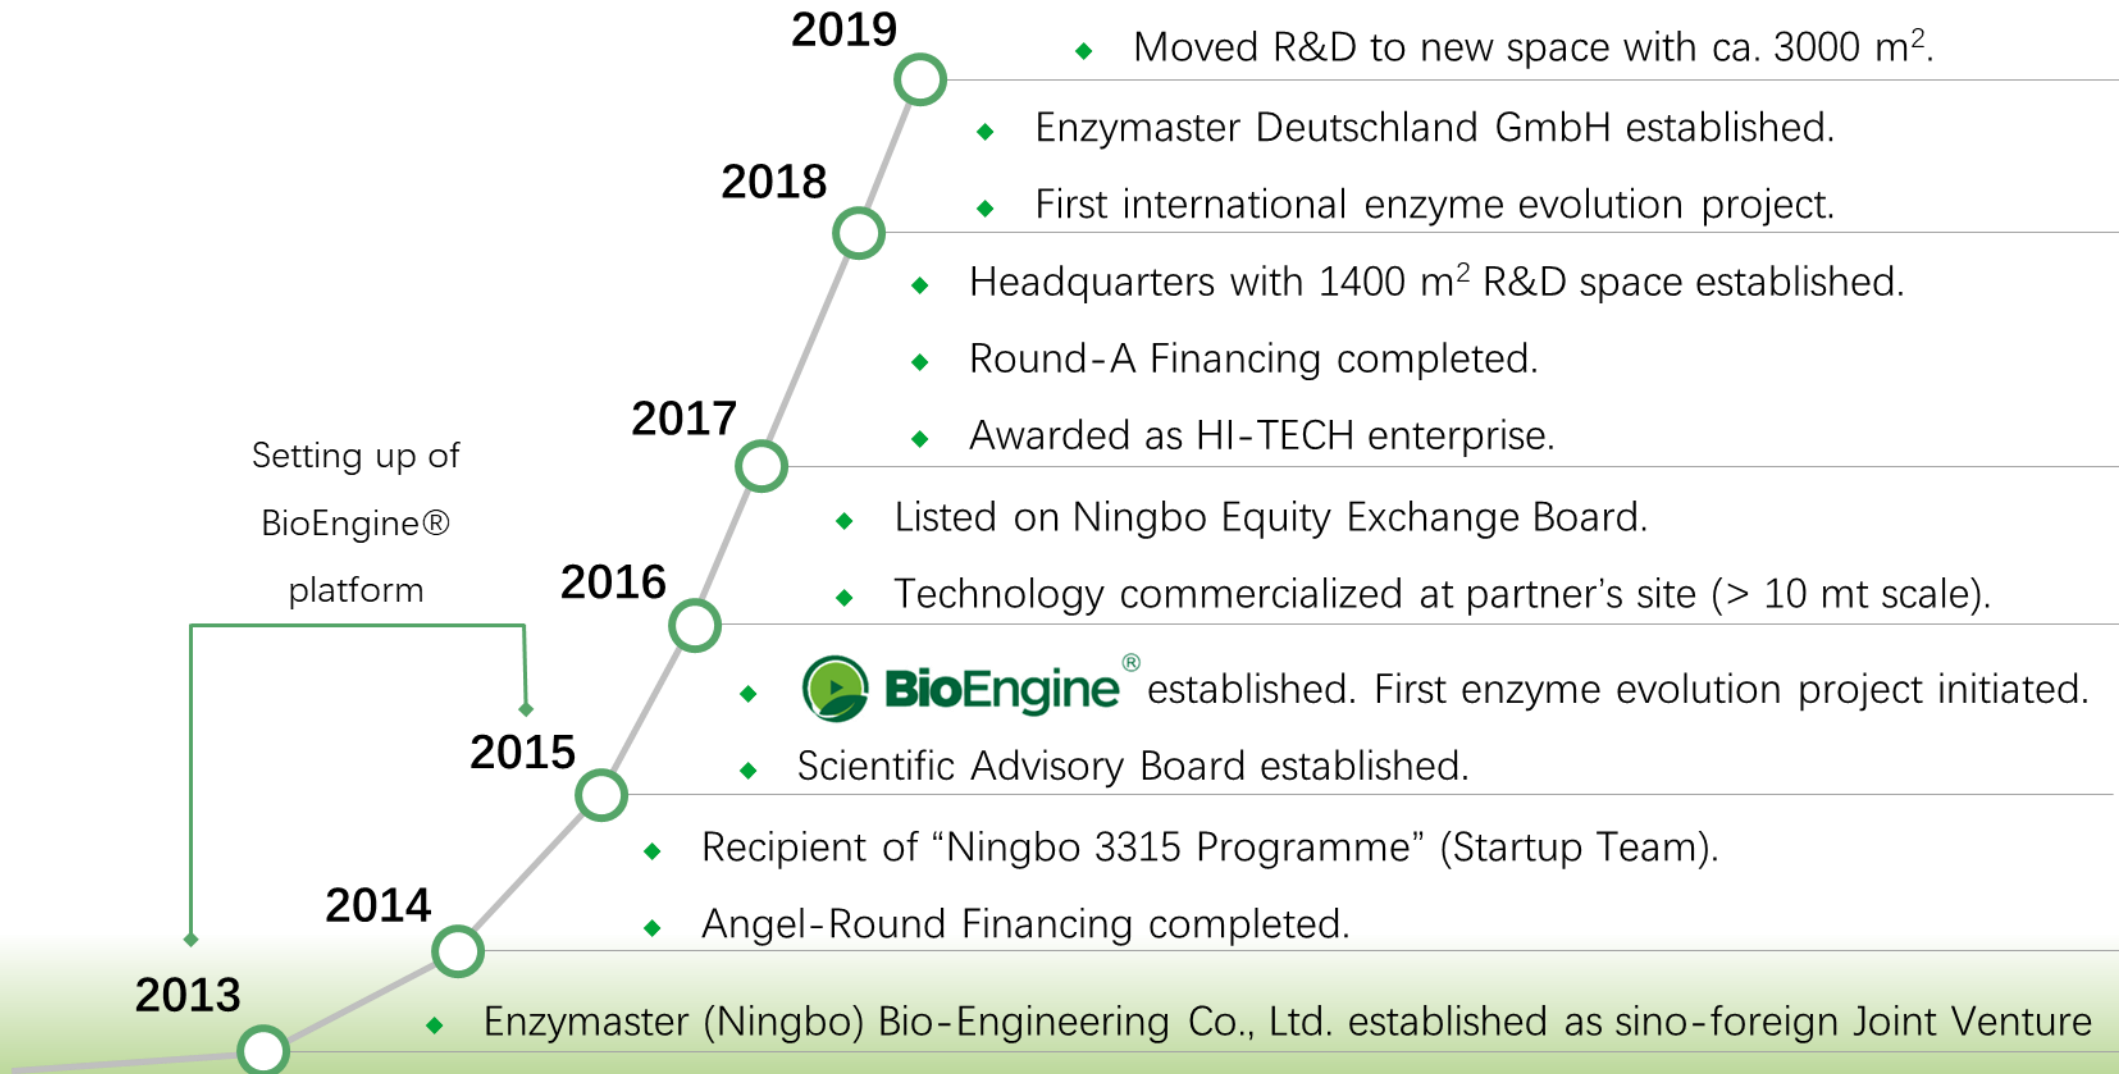 2019
Moved R&D to new space with ca. 3000 m².
Enzymaster Deutschland GmbH established.
2018
First international enzyme evolution project.
Headquarters with 1400 m² R&D space established.
Round-A Financing completed.
2017
Awarded as HI-TECH enterprise.
Setting up of
BioEngine®
platform
Listed on Ningbo Equity Exchange Board.
2016
Technology commercialized at partner’s site (> 10 mt scale).
BioEngine® established. First enzyme evolution project initiated.
2015
Scientific Advisory Board established.
Recipient of “Ningbo 3315 Programme” (Startup Team).
2014
Angel-Round Financing completed.
2013
Enzymaster (Ningbo) Bio-Engineering Co., Ltd. established as sino-foreign Joint Venture